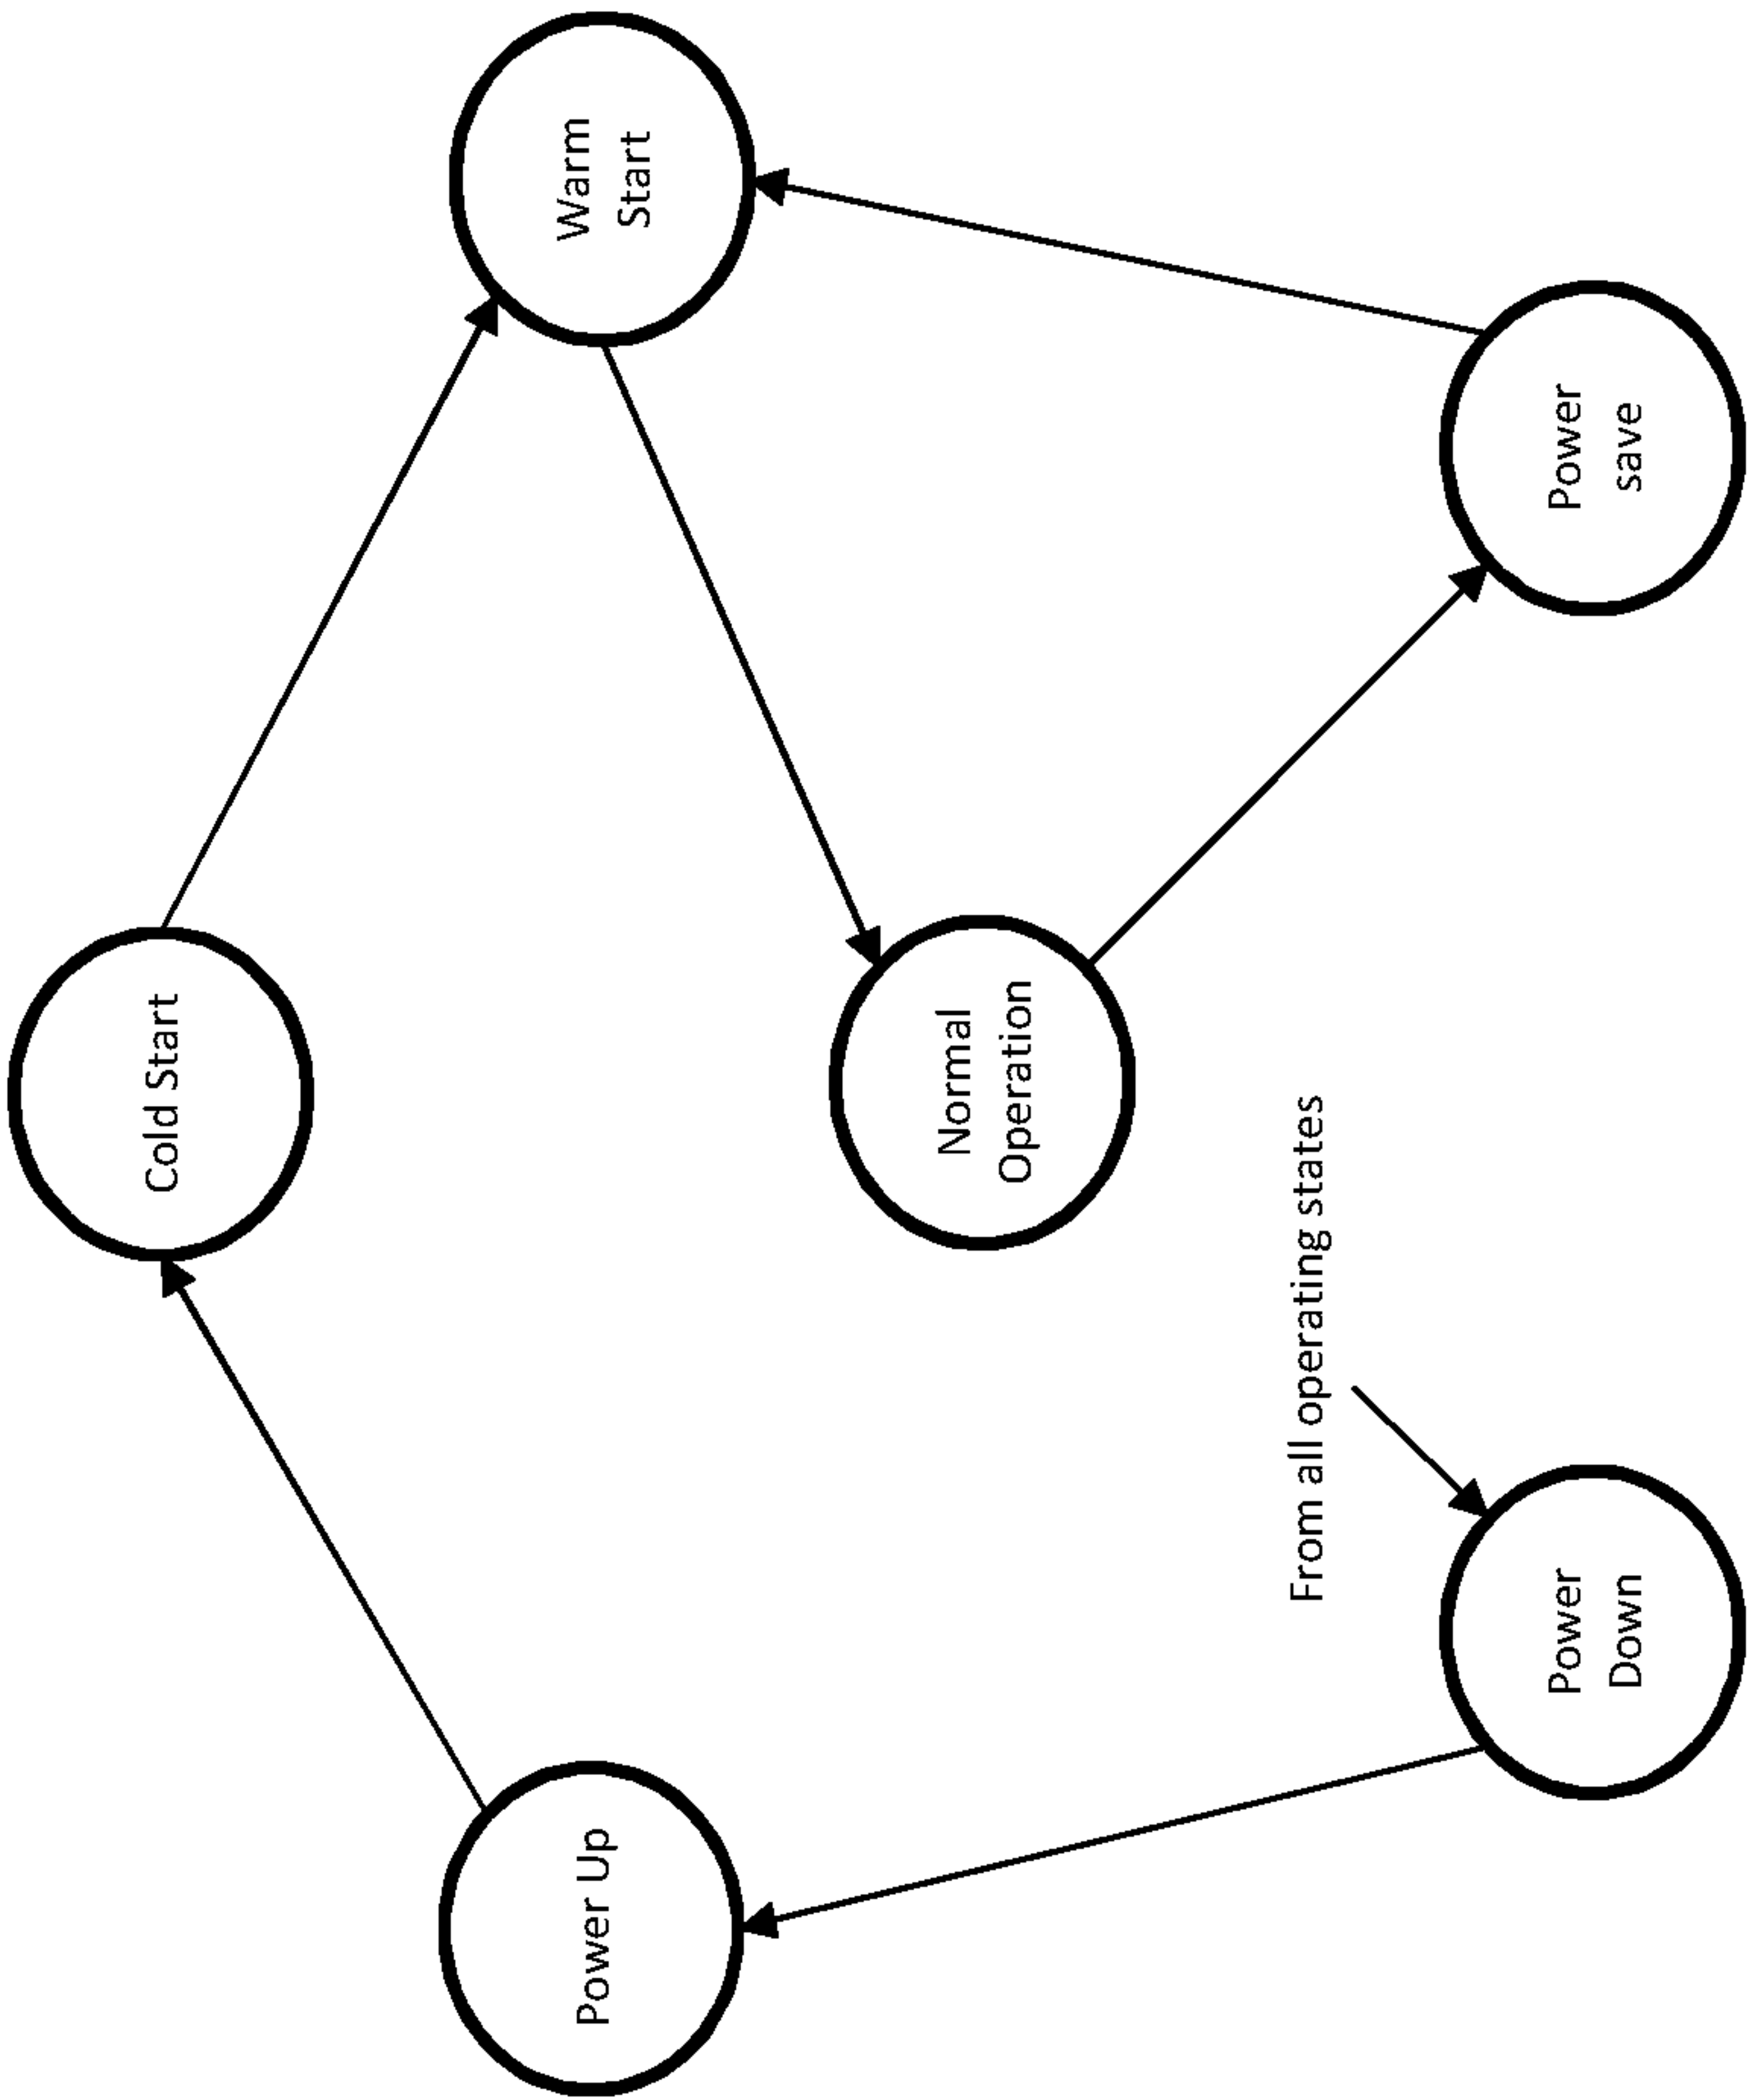 Cold Start
Power Up
Warm
Start
Normal
Operation
From all operating states
Power
Down
Power
save